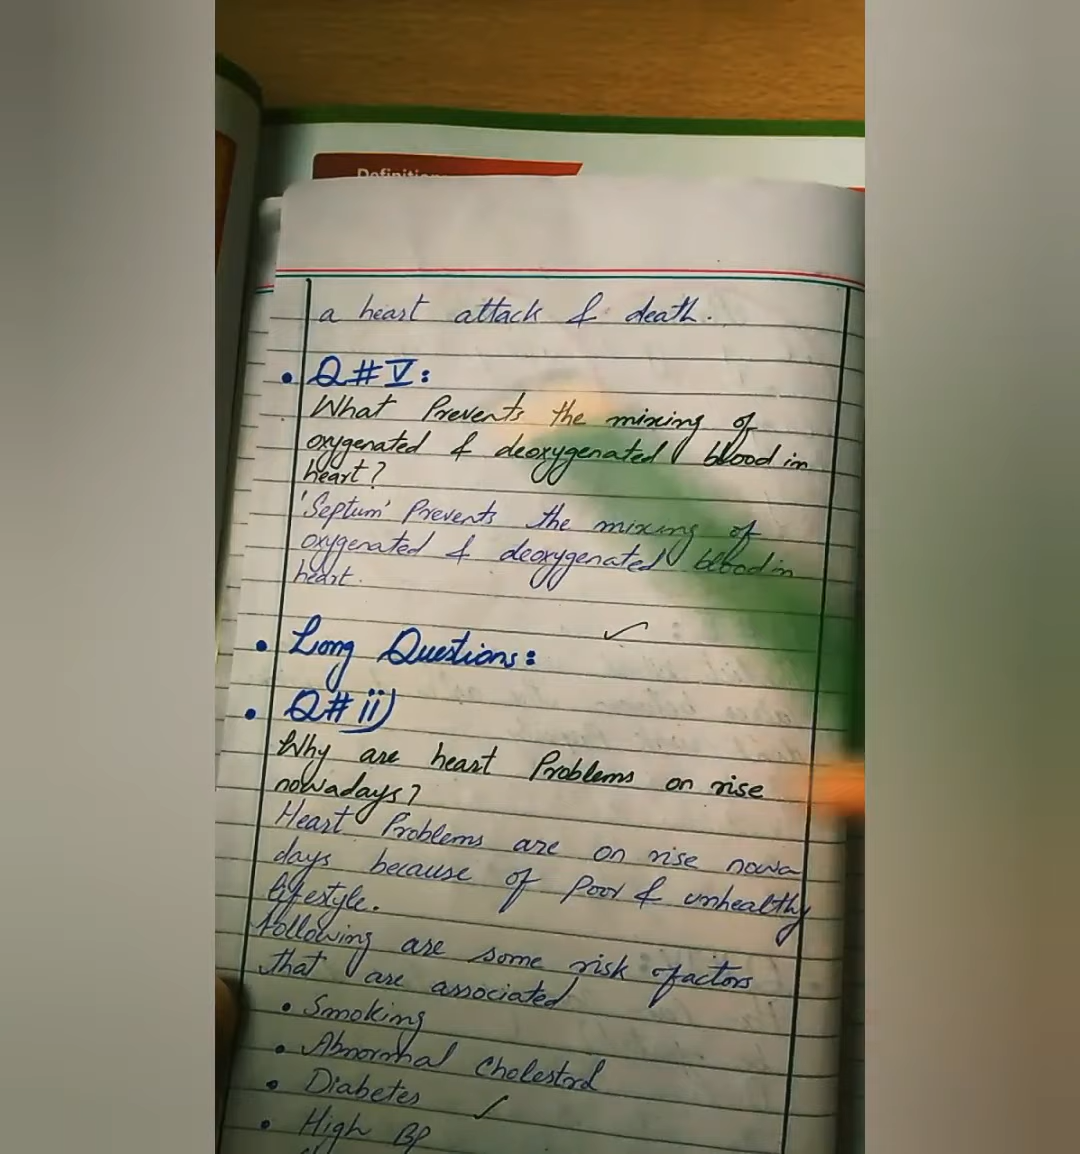 Definition
a heart attack & death.
• Q#V:
What Prevents the mixing of
oxygenated & deoxygenated blood in
heart?
'Septum' Prevents the mixing of
oxygenated & deoxygenated blood in
heart.
• Long Questions:
• Q# ii)
Why are heart Problems on rise
nowadays?
Heart Problems are on rise nowa
days because of Poor & unhealthy
lifestyle.
following are some risk factors
that are associated
• Smoking
• Abnormal Cholestrol
• Diabetes
• High BP